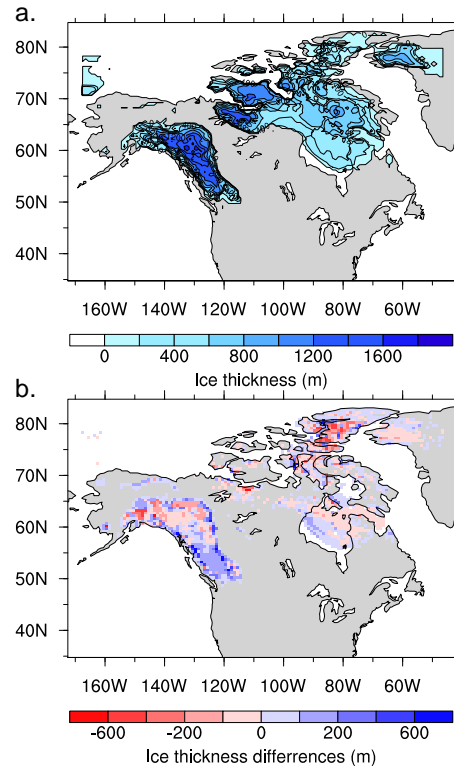 a.
80N
70N
60N
50N
40N
160W 140W 120W 100W 80W 60W
0 400 800 1200 1600
Ice thickness (m)
b.
80N
70N
60N
50N
40N
160W 140W 120W 100W 80W 60W
-600 -200 0 200 600
Ice thickness differrences (m)